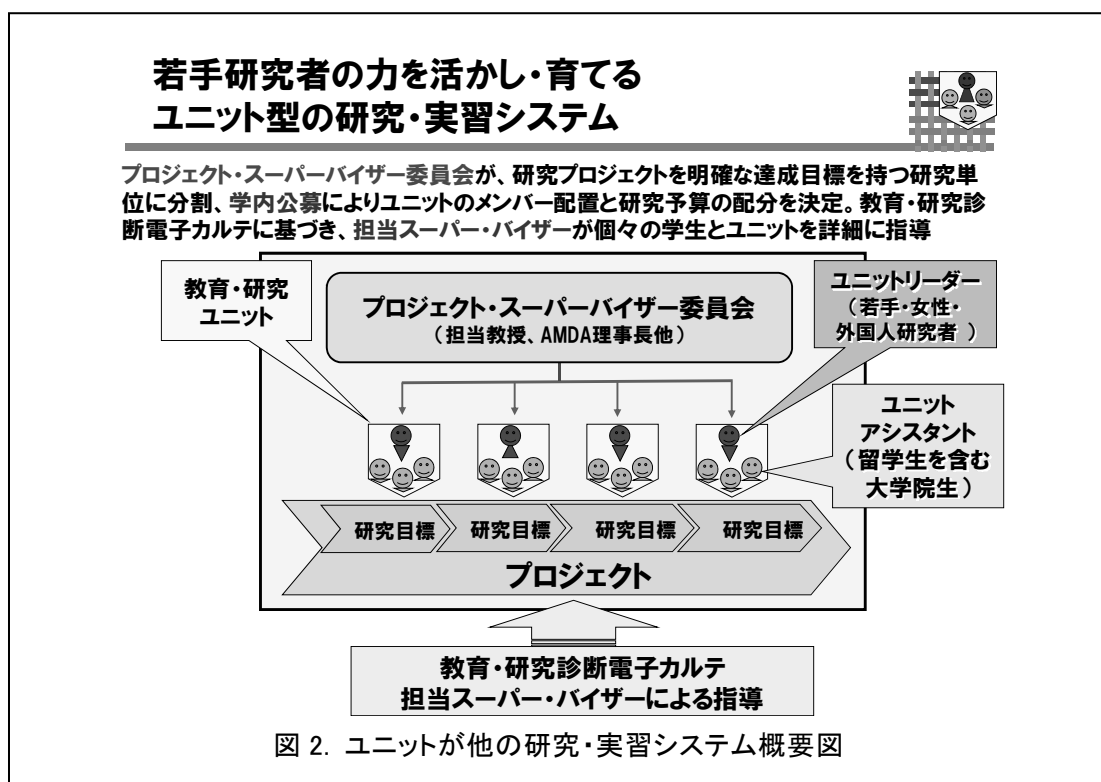 若手研究者の力を活かし・育てる
ユニット型の研究・実習システム
プロジェクト・スーパーバイザー委員会が、研究プロジェクトを明確な達成目標を持つ研究単
位に分割、学内公募によりユニットのメンバー配置と研究予算の配分を決定。教育・研究診
断電子カルテに基づき、担当スーパー・バイザーが個々の学生とユニットを詳細に指導
教育・研究
ユニット
プロジェクト・スーパーバイザー委員会
(担当教授、AMDA理事長他)
ユニットリーダー
(若手・女性・
外国人研究者 )
ユニット
アシスタント
(留学生を含む
大学院生)
研究目標
研究目標
研究目標
研究目標
プロジェクト
教育・研究診断電子カルテ
担当スーパー・バイザーによる指導
図 2. ユニットが他の研究・実習システム概要図